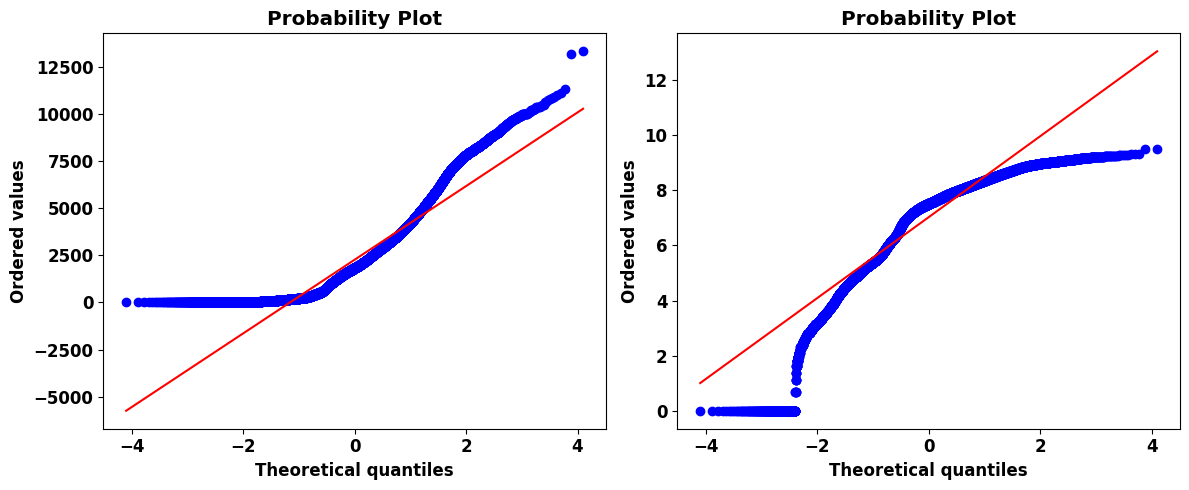 Probability Plot
12500
10000
7500
5000
2500
0
−2500
−5000
Ordered values
−4 −2 0 2 4
Theoretical quantiles
Probability Plot
12
10
8
6
4
2
0
Ordered values
−4 −2 0 2 4
Theoretical quantiles